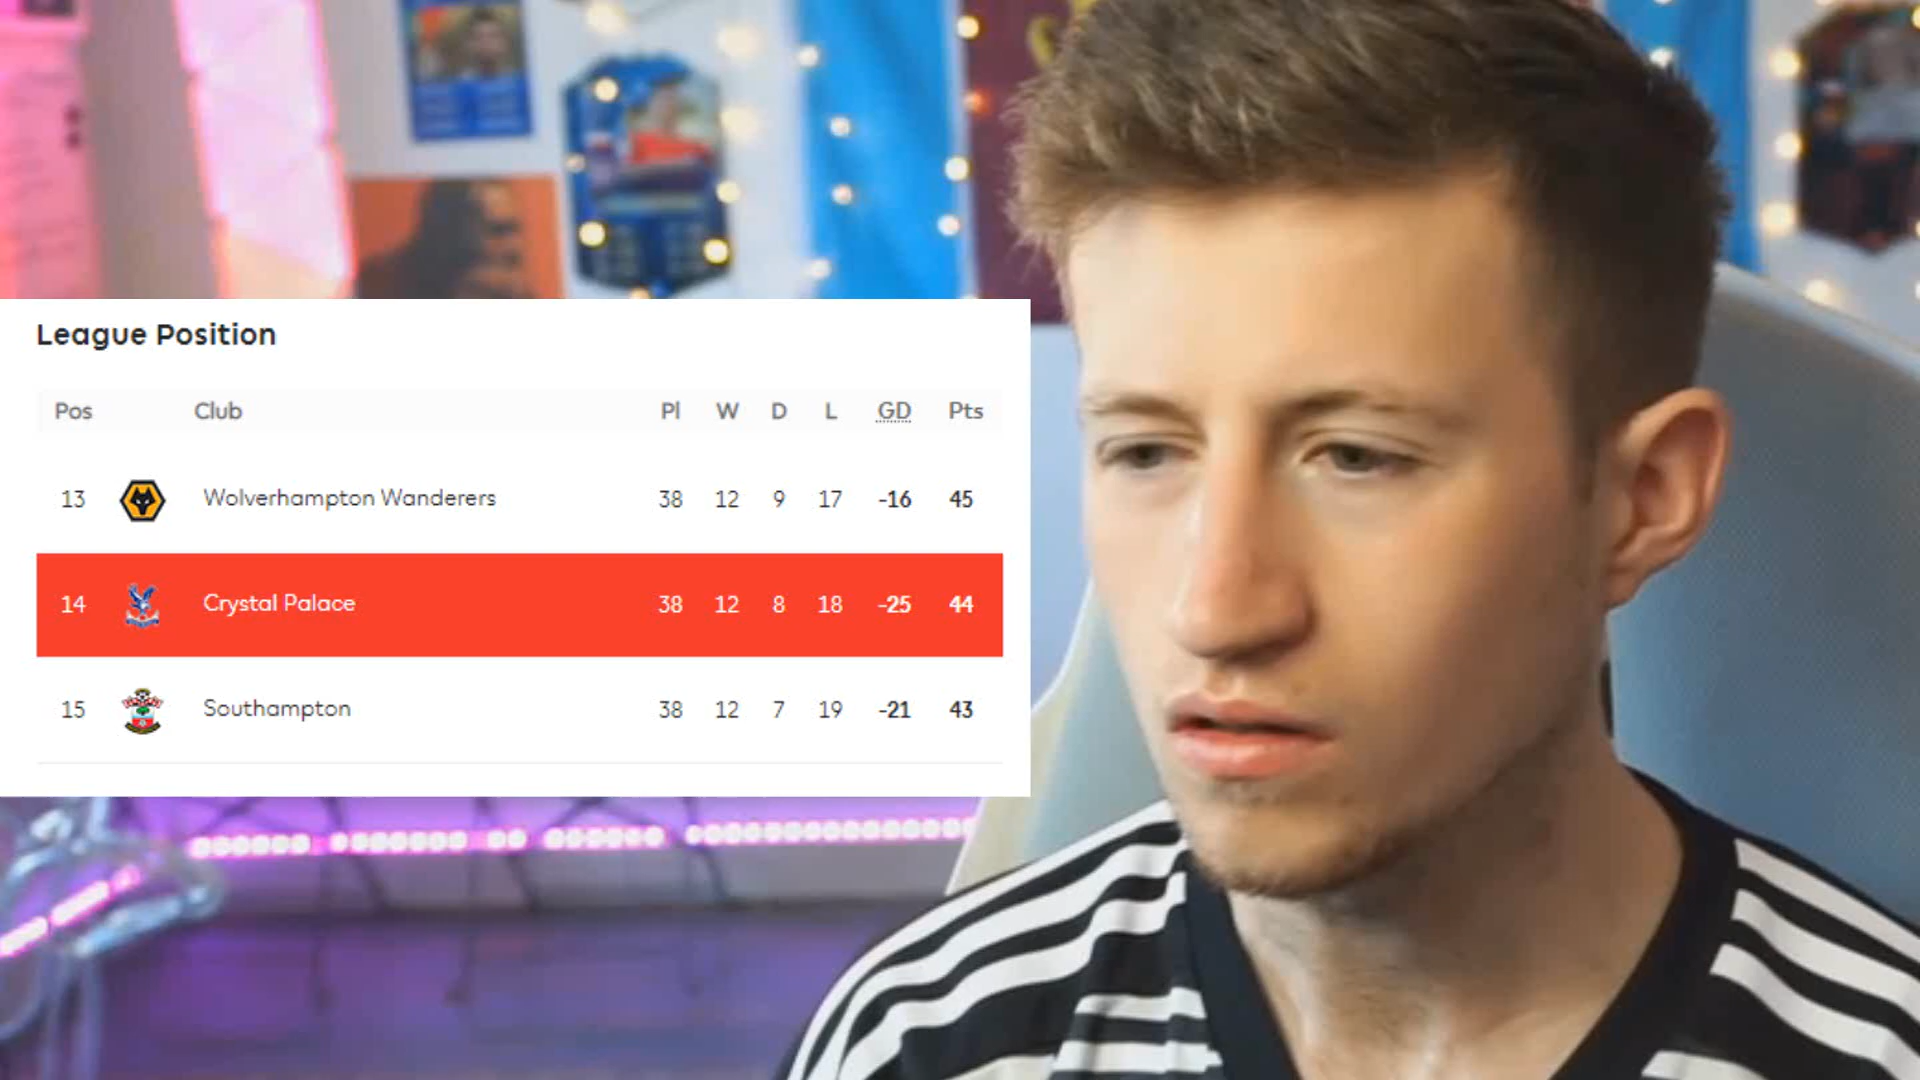 League Position
Pos Club Pl W D L GD Pts
13 Wolverhampton Wanderers 38 12 9 17 -16 45
14 Crystal Palace 38 12 8 18 -25 44
15 Southampton 38 12 7 19 -21 43